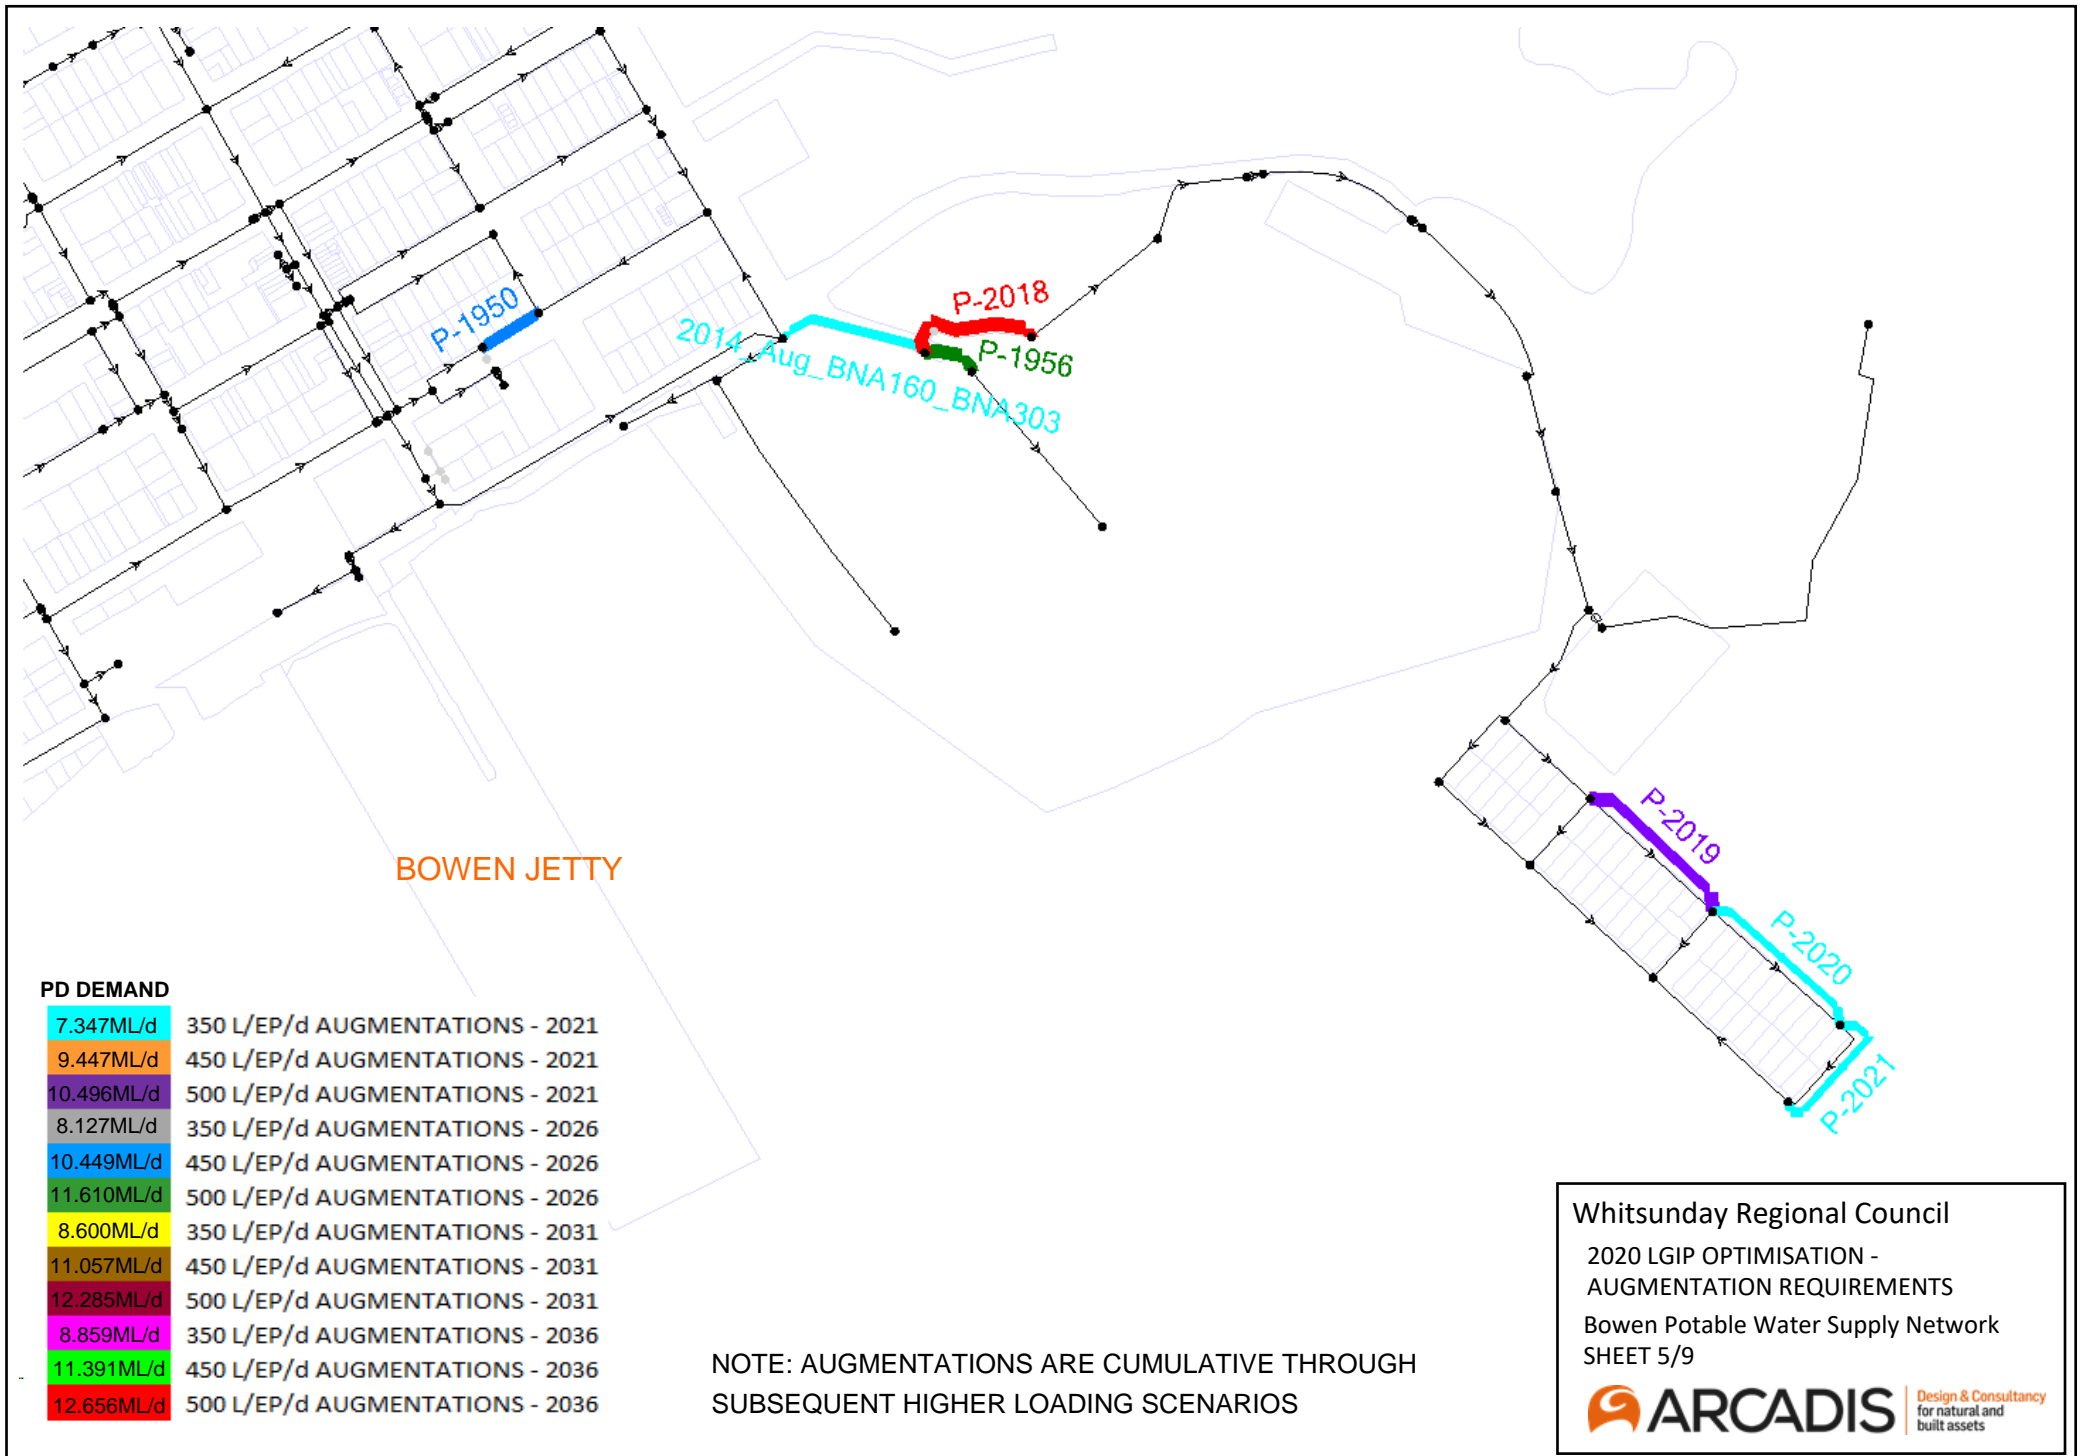 P-1950
2014_Aug_BNA160_BNA303
P-2018
P-1956
P-2019
P-2020
P-2021
BOWEN JETTY
PD DEMAND
7.347ML/d 350 L/EP/d AUGMENTATIONS - 2021
9.447ML/d 450 L/EP/d AUGMENTATIONS - 2021
10.496ML/d 500 L/EP/d AUGMENTATIONS - 2021
8.127ML/d 350 L/EP/d AUGMENTATIONS - 2026
10.449ML/d 450 L/EP/d AUGMENTATIONS - 2026
11.610ML/d 500 L/EP/d AUGMENTATIONS - 2026
8.600ML/d 350 L/EP/d AUGMENTATIONS - 2031
11.057ML/d 450 L/EP/d AUGMENTATIONS - 2031
12.285ML/d 500 L/EP/d AUGMENTATIONS - 2031
8.859ML/d 350 L/EP/d AUGMENTATIONS - 2036
11.391ML/d 450 L/EP/d AUGMENTATIONS - 2036
12.656ML/d 500 L/EP/d AUGMENTATIONS - 2036
NOTE: AUGMENTATIONS ARE CUMULATIVE THROUGH
SUBSEQUENT HIGHER LOADING SCENARIOS
Whitsunday Regional Council
2020 LGIP OPTIMISATION -
AUGMENTATION REQUIREMENTS
Bowen Potable Water Supply Network
SHEET 5/9
ARCADIS
Design & Consultancy
for natural and
built assets